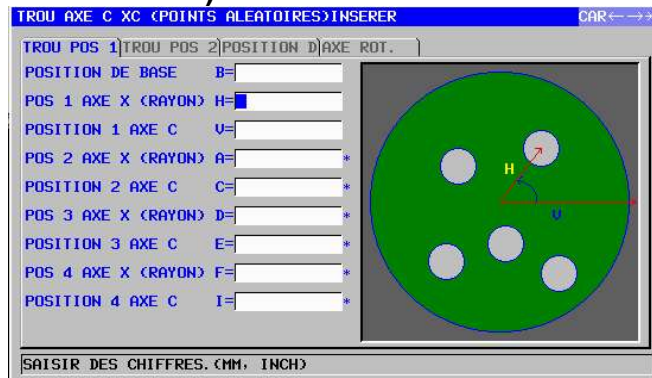 TROU AXE C XC (POINTS ALEATOIRES)INSERER CAR←→
TROU POS 1 TROU POS 2 POSITION D AXE ROT.
POSITION DE BASE B=
POS 1 AXE X (RAYON) H=
POSITION 1 AXE C V=
POS 2 AXE X (RAYON) A= *
POSITION 2 AXE C C= *
POS 3 AXE X (RAYON) D= *
POSITION 3 AXE C E= *
POS 4 AXE X (RAYON) F= *
POSITION 4 AXE C I= *
H
V
SAISIR DES CHIFFRES.(MM, INCH)